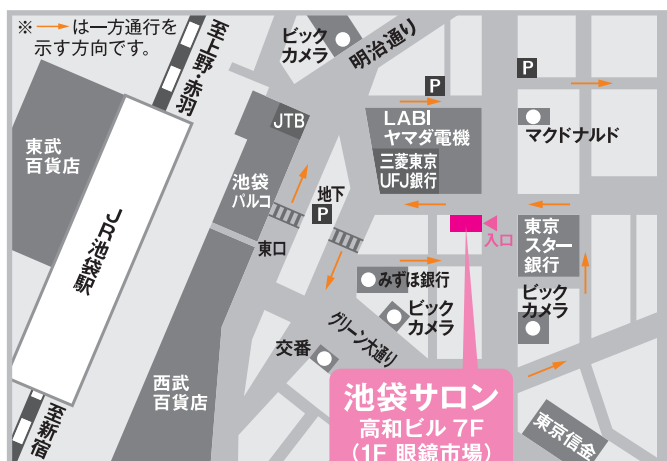 ※→は一方通行を
示す方向です。
至上野・赤羽
ビック
カメラ
明治通り
P
P
東武
百貨店
JTB
LABI
ヤマダ電機
マクドナルド
三菱東京
UFJ銀行
池袋
パルコ
地下
P
JR池袋駅
東口
入口
東京
スター
銀行
みずほ銀行
ビック
カメラ
ビック
カメラ
グリーン大通り
交番
西武
百貨店
池袋サロン
高和ビル 7F
(1F 眼鏡市場)
東京信金
至新宿